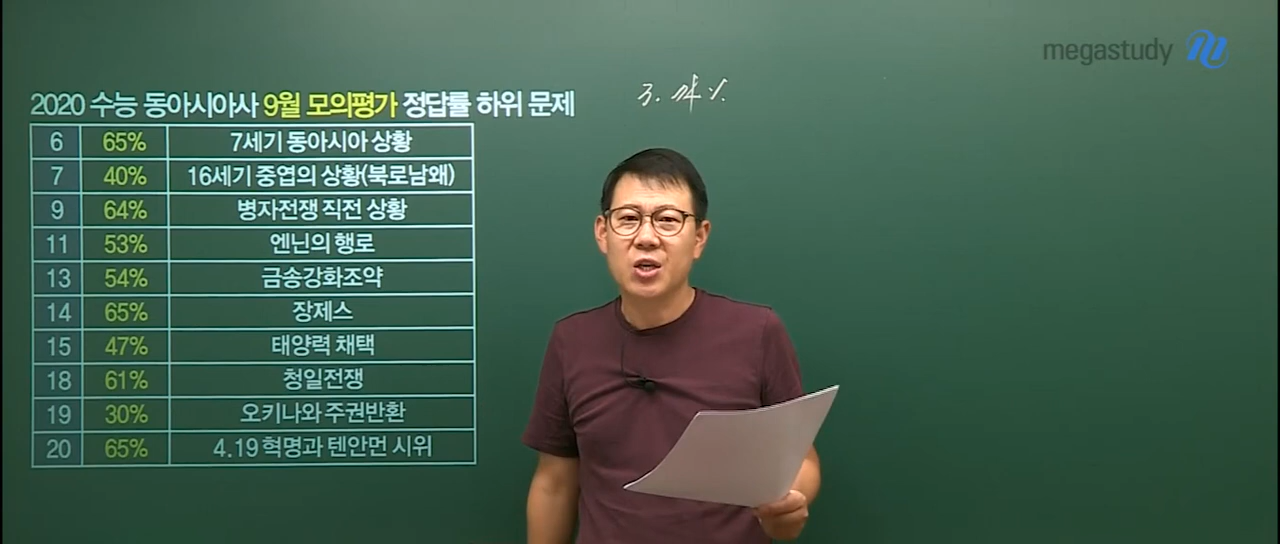 megastudy
2020 수능 동아시아사 9월 모의평가 정답률 하위 문제
6 65% 7세기 동아시아 상황
7 40% 16세기 중엽의 상황(북로남왜)
9 64% 병자전쟁 직전 상황
11 53% 엔닌의 행로
13 54% 금송강화조약
14 65% 장제스
15 47% 태양력 채택
18 61% 청일전쟁
19 30% 오키나와 주권반환
20 65% 4.19 혁명과 텐안먼 시위